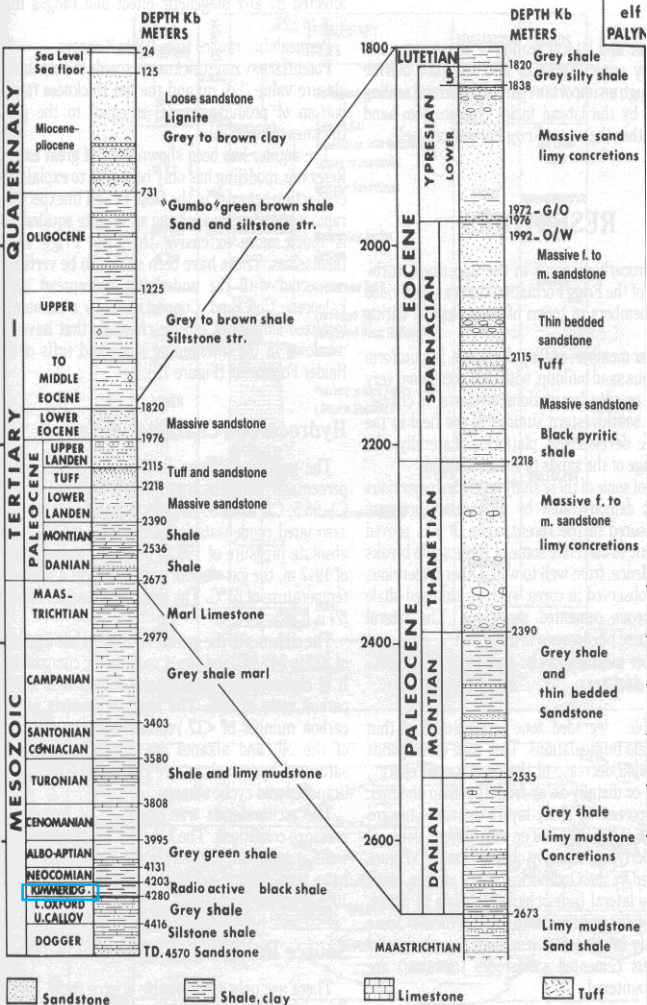 DEPTH Kb
METERS
Sea Level 24
Sea floor 125
Loose sandstone
Lignite
Grey to brown clay
Miocene-
pliocene
731
"Gumbo" green brown shale
Sand and siltstone str.
OLIGOCENE
1225
Grey to brown shale
Siltstone str.
UPPER
TO
MIDDLE
EOCENE
1820
LOWER
EOCENE
Massive sandstone
1976
UPPER
LANDEN
2115
TUFF
Tuff and sandstone
2218
LOWER
LANDEN
Massive sandstone
2390
MONTIAN
Shale
2536
DANIAN
Shale
2673
MAAS-
TRICHTIAN
Marl Limestone
2979
CAMPANIAN
Grey shale marl
3403
SANTONIAN
CONIACIAN
3580
TURONIAN
Shale and limy mudstone
3808
CENOMANIAN
3995
ALBO-APTIAN
Grey green shale
4131
NEOCOMIAN
4203
KIMMERIDG.
Radio active black shale
4280
L.OXFORD
U.CALLOV
Grey shale
4416
Siltstone shale
DOGGER
TD. 4570 Sandstone
QUATERNARY
TERTIARY
PALEOCENE
MESOZOIC
DEPTH Kb
METERS
elf
PALYN
1800
LUTETIAN
1820
Grey shale
UP
Grey silty shale
1838
YPRESIAN
LOWER
Massive sand
limy concretions
1972 - G/O
1976
1992 - O/W
2000
Massive f. to
m. sandstone
EOCENE
SPARNACIAN
Thin bedded
sandstone
2115
Tuff
Massive sandstone
Black pyritic
shale
2200
2218
THANETIAN
Massive f. to
m. sandstone
limy concretions
2390
2400
PALEOCENE
MONTIAN
Grey shale
and
thin bedded
Sandstone
2535
DANIAN
Grey shale
2600
Limy mudstone
Concretions
2673
MAASTRICHTIAN
Limy mudstone
Sand shale
Sandstone
Shale, clay
Limestone
Tuff